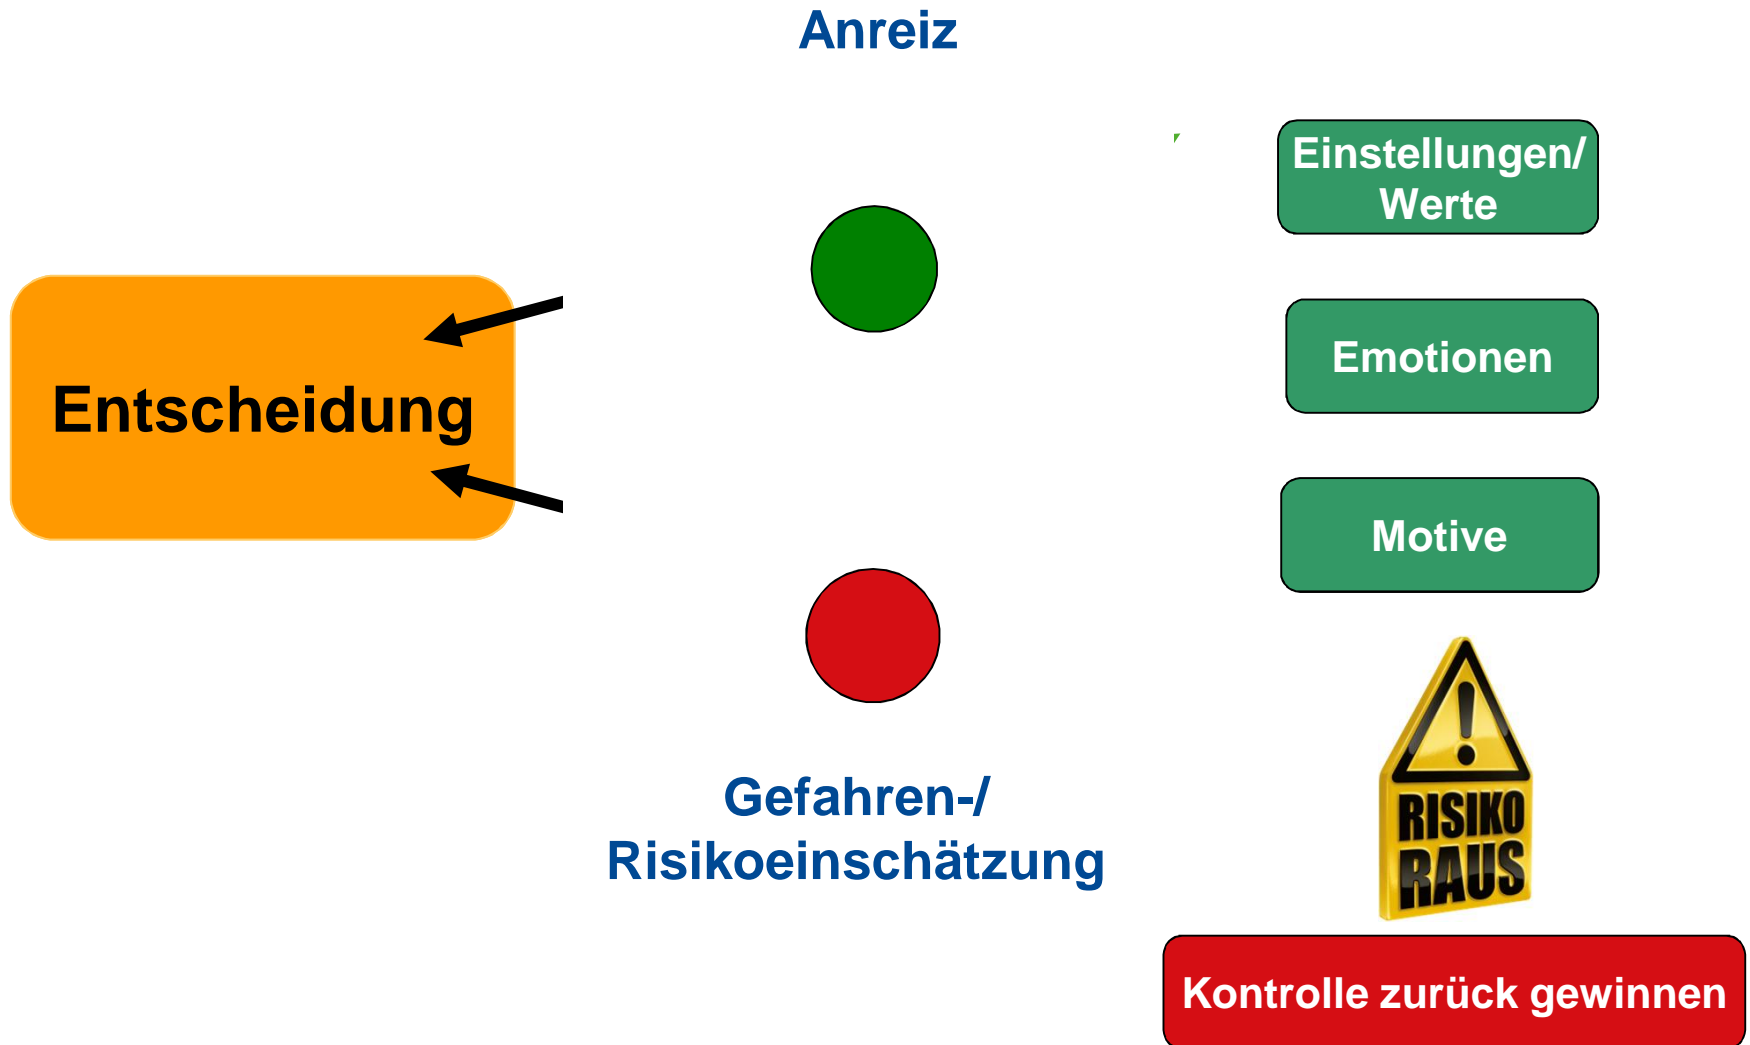 Anreiz
Einstellungen/
Werte
Emotionen
Entscheidung
Motive
Gefahren-/
Risikoeinschätzung
RISIKO
RAUS
Kontrolle zurück gewinnen